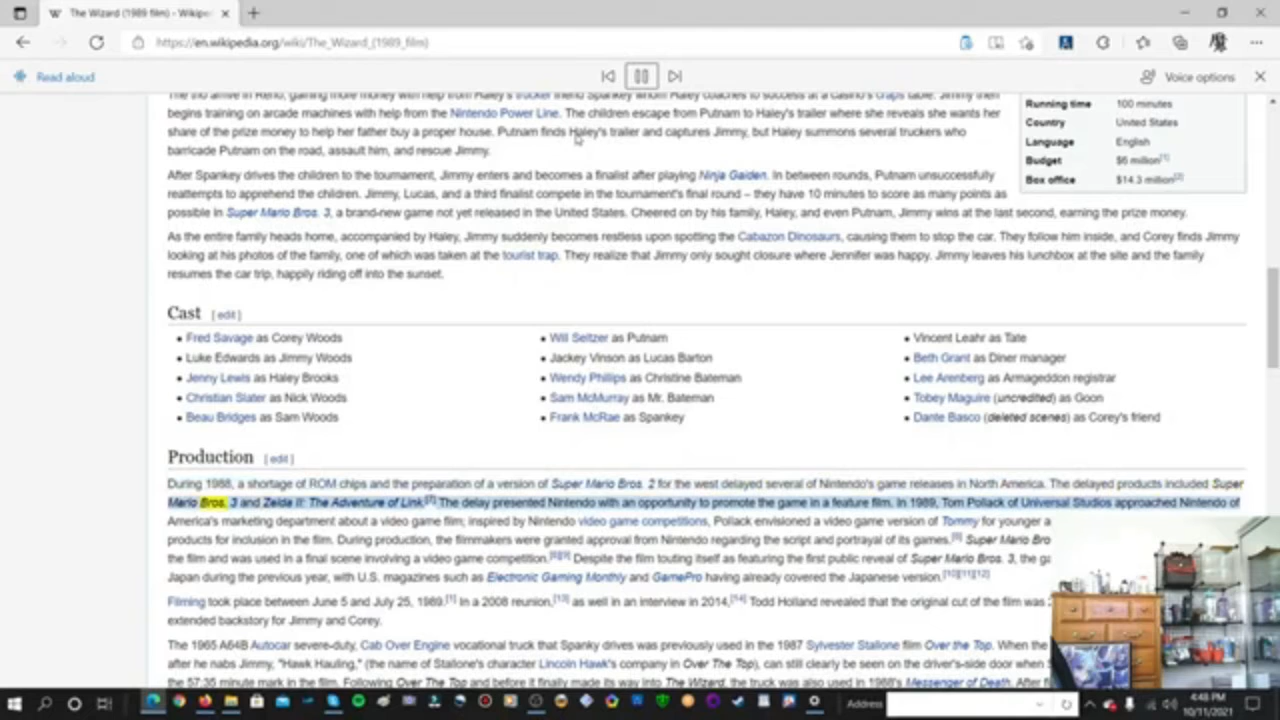 The Wizard (1989 film) - Wikipe
https://en.wikipedia.org/wiki/The_Wizard_(1989_film)
Read aloud
Voice options
The trio arrive in Reno, gaining more money with help from Haley's trucker friend Spankey whom Haley coaches to success at a casino's craps table. Jimmy then
begins training on arcade machines with help from the Nintendo Power Line. The children escape from Putnam to Haley's trailer where she reveals she wants her
share of the prize money to help her father buy a proper house. Putnam finds Haley's trailer and captures Jimmy, but Haley summons several truckers who
barricade Putnam on the road, assault him, and rescue Jimmy.
Running time 100 minutes
Country United States
Language English
Budget $6 million[1]
Box office $14.3 million[2]
After Spankey drives the children to the tournament, Jimmy enters and becomes a finalist after playing Ninja Gaiden. In between rounds, Putnam unsuccessfully
reattempts to apprehend the children. Jimmy, Lucas, and a third finalist compete in the tournament's final round – they have 10 minutes to score as many points as
possible in Super Mario Bros. 3, a brand-new game not yet released in the United States. Cheered on by his family, Haley, and even Putnam, Jimmy wins at the last second, earning the prize money.
As the entire family heads home, accompanied by Haley, Jimmy suddenly becomes restless upon spotting the Cabazon Dinosaurs, causing them to stop the car. They follow him inside, and Corey finds Jimmy
looking at his photos of the family, one of which was taken at the tourist trap. They realize that Jimmy only sought closure where Jennifer was happy. Jimmy leaves his lunchbox at the site and the family
resumes the car trip, happily riding off into the sunset.
Cast [ edit ]
• Fred Savage as Corey Woods
• Luke Edwards as Jimmy Woods
• Jenny Lewis as Haley Brooks
• Christian Slater as Nick Woods
• Beau Bridges as Sam Woods
• Will Seltzer as Putnam
• Jackey Vinson as Lucas Barton
• Wendy Phillips as Christine Bateman
• Sam McMurray as Mr. Bateman
• Frank McRae as Spankey
• Vincent Leahr as Tate
• Beth Grant as Diner manager
• Lee Arenberg as Armageddon registrar
• Tobey Maguire (uncredited) as Goon
• Dante Basco (deleted scenes) as Corey's friend
Production [ edit ]
During 1988, a shortage of ROM chips and the preparation of a version of Super Mario Bros. 2 for the west delayed several of Nintendo's game releases in North America. The delayed products included Super
Mario Bros. 3 and Zelda II: The Adventure of Link.[7] The delay presented Nintendo with an opportunity to promote the game in a feature film. In 1989, Tom Pollack of Universal Studios approached Nintendo of
America's marketing department about a video game film; inspired by Nintendo video game competitions, Pollack envisioned a video game version of Tommy for younger a
products for inclusion in the film. During production, the filmmakers were granted approval from Nintendo regarding the script and portrayal of its games.[8] Super Mario Bro
the film and was used in a final scene involving a video game competition.[8][9] Despite the film touting itself as featuring the first public reveal of Super Mario Bros. 3, the ga
Japan during the previous year, with U.S. magazines such as Electronic Gaming Monthly and GamePro having already covered the Japanese version.[10][11][12]
Filming took place between June 5 and July 25, 1989.[1] In a 2008 reunion,[13] as well in an interview in 2014,[14] Todd Holland revealed that the original cut of the film was
extended backstory for Jimmy and Corey.
The 1965 A64B Autocar severe-duty, Cab Over Engine vocational truck that Spanky drives was previously used in the 1987 Sylvester Stallone film Over the Top. When the
after he nabs Jimmy, "Hawk Hauling," (the name of Stallone's character Lincoln Hawk's company in Over The Top), can still clearly be seen on the driver's-side door when
the 57:35 minute mark in the film. Following Over The Top and before it finally made its way into The Wizard, the truck was also used in 1988's Messenger of Death. After
Address
4:48 PM
10/11/2021